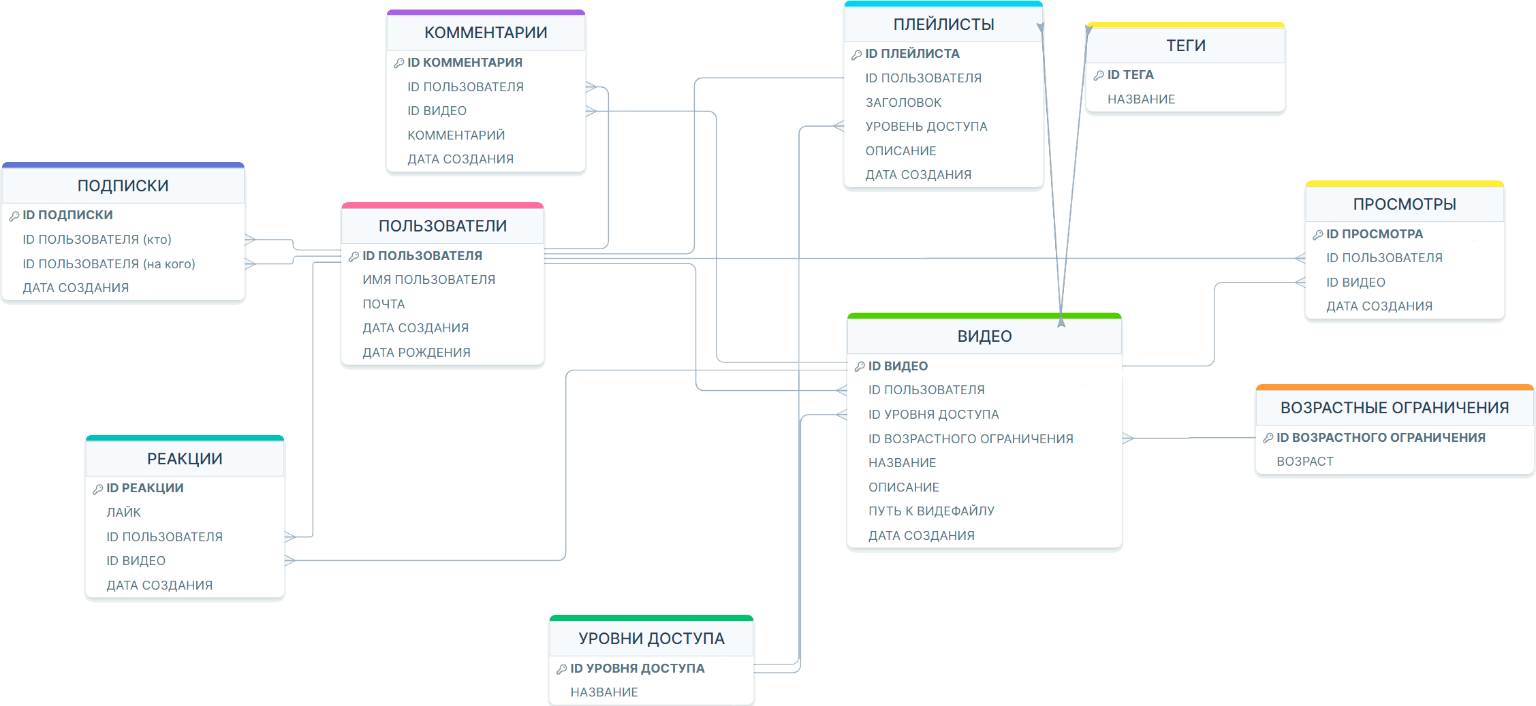 КОММЕНТАРИИ
ID КОММЕНТАРИЯ
ID ПОЛЬЗОВАТЕЛЯ
ID ВИДЕО
КОММЕНТАРИЙ
ДАТА СОЗДАНИЯ
ПЛЕЙЛИСТЫ
ID ПЛЕЙЛИСТА
ID ПОЛЬЗОВАТЕЛЯ
ЗАГОЛОВОК
УРОВЕНЬ ДОСТУПА
ОПИСАНИЕ
ДАТА СОЗДАНИЯ
ТЕГИ
ID ТЕГА
НАЗВАНИЕ
ПОДПИСКИ
ID ПОДПИСКИ
ID ПОЛЬЗОВАТЕЛЯ (кто)
ID ПОЛЬЗОВАТЕЛЯ (на кого)
ДАТА СОЗДАНИЯ
ПОЛЬЗОВАТЕЛИ
ID ПОЛЬЗОВАТЕЛЯ
ИМЯ ПОЛЬЗОВАТЕЛЯ
ПОЧТА
ДАТА СОЗДАНИЯ
ДАТА РОЖДЕНИЯ
ПРОСМОТРЫ
ID ПРОСМОТРА
ID ПОЛЬЗОВАТЕЛЯ
ID ВИДЕО
ДАТА СОЗДАНИЯ
ВИДЕО
ID ВИДЕО
ID ПОЛЬЗОВАТЕЛЯ
ID УРОВНЯ ДОСТУПА
ID ВОЗРАСТНОГО ОГРАНИЧЕНИЯ
НАЗВАНИЕ
ОПИСАНИЕ
ПУТЬ К ВИДЕФАЙЛУ
ДАТА СОЗДАНИЯ
ВОЗРАСТНЫЕ ОГРАНИЧЕНИЯ
ID ВОЗРАСТНОГО ОГРАНИЧЕНИЯ
ВОЗРАСТ
РЕАКЦИИ
ID РЕАКЦИИ
ЛАЙК
ID ПОЛЬЗОВАТЕЛЯ
ID ВИДЕО
ДАТА СОЗДАНИЯ
УРОВНИ ДОСТУПА
ID УРОВНЯ ДОСТУПА
НАЗВАНИЕ